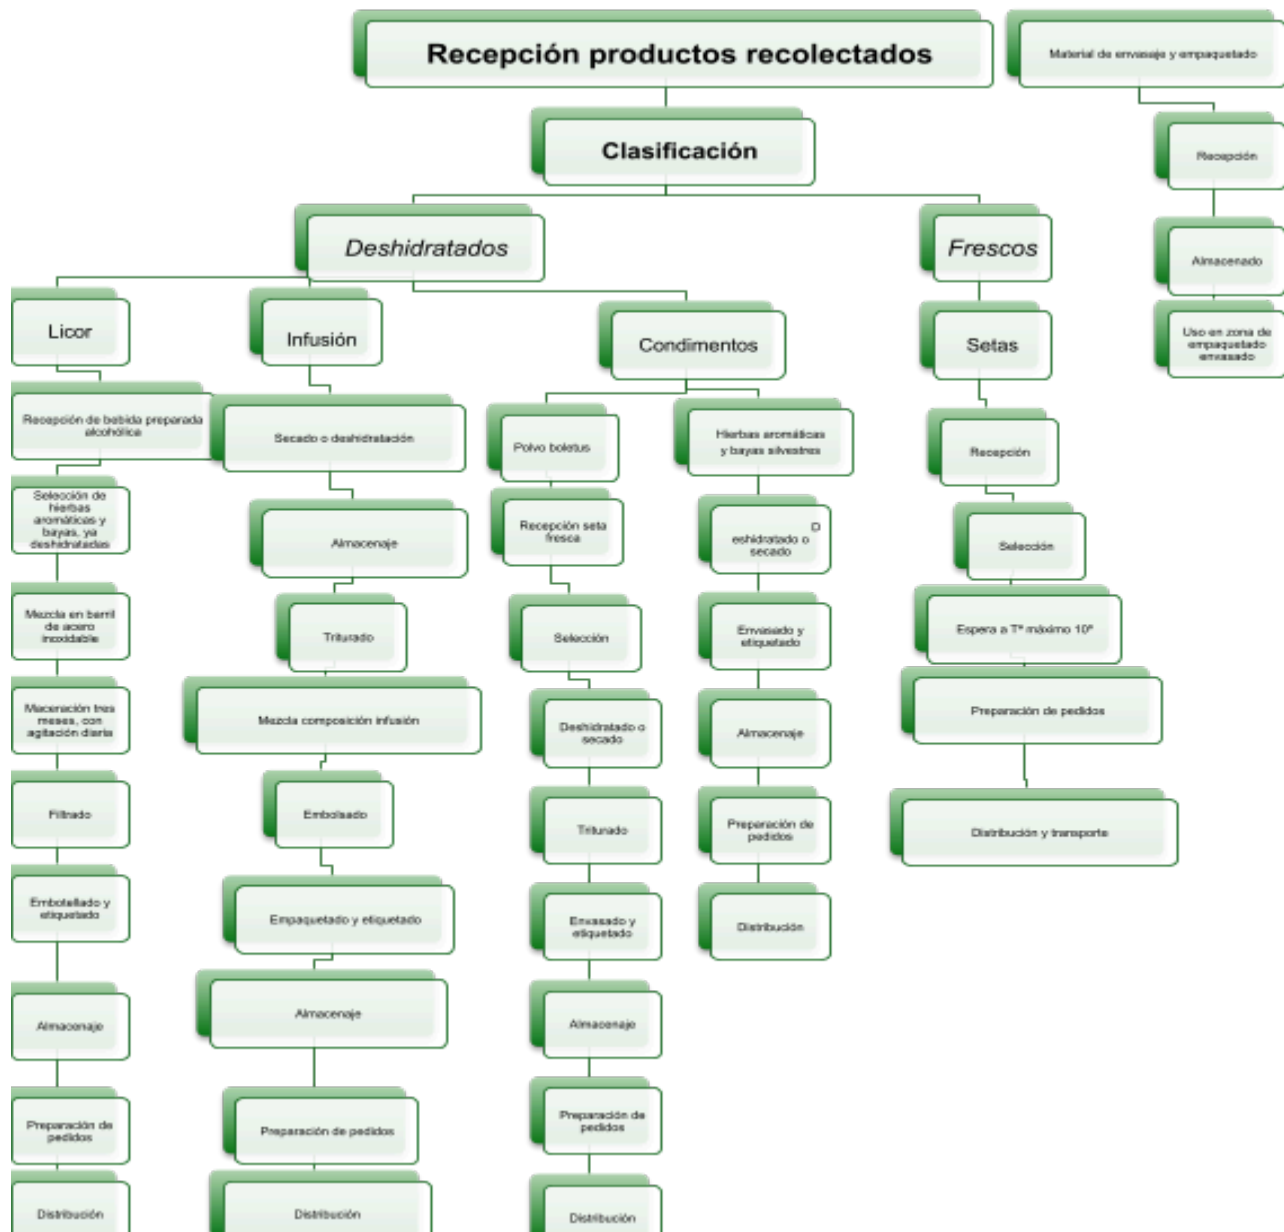 Recepción productos recolectados
Material de envasaje y empaquetado
Clasificación
Recepción
Almacenado
Uso en zona de
empaquetado
envasado
Deshidratados
Frescos
Licor
Recepción de bebida preparada
alcohólica
Selección de
hierbas
aromáticas y
bayas, ya
deshidratadas
Mezcla en barril
de acero
inoxidable
Maceración tres
meses, con
agitación diaria
Filtrado
Embotellado y
etiquetado
Almacenaje
Preparación de
pedidos
Distribución
Infusión
Secado o deshidratación
Almacenaje
Triturado
Mezcla composición infusión
Embolsado
Empaquetado y etiquetado
Almacenaje
Preparación de pedidos
Distribución
Condimentos
Polvo boletus
Recepción seta
fresca
Selección
Deshidratado o
secado
Triturado
Envasado y
etiquetado
Almacenaje
Preparación de
pedidos
Distribución
Hierbas aromáticas
y bayas silvestres
D
eshidratado o
secado
Envasado y
etiquetado
Almacenaje
Preparación de
pedidos
Distribución
Setas
Recepción
Selección
Espera a Tª máximo 10º
Preparación de pedidos
Distribución y transporte